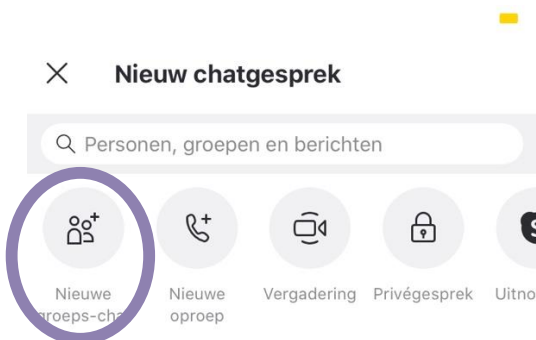 Nieuw chatgesprek
Personen, groepen en berichten
Nieuwe Nieuwe Vergadering Privégesprek
oproep